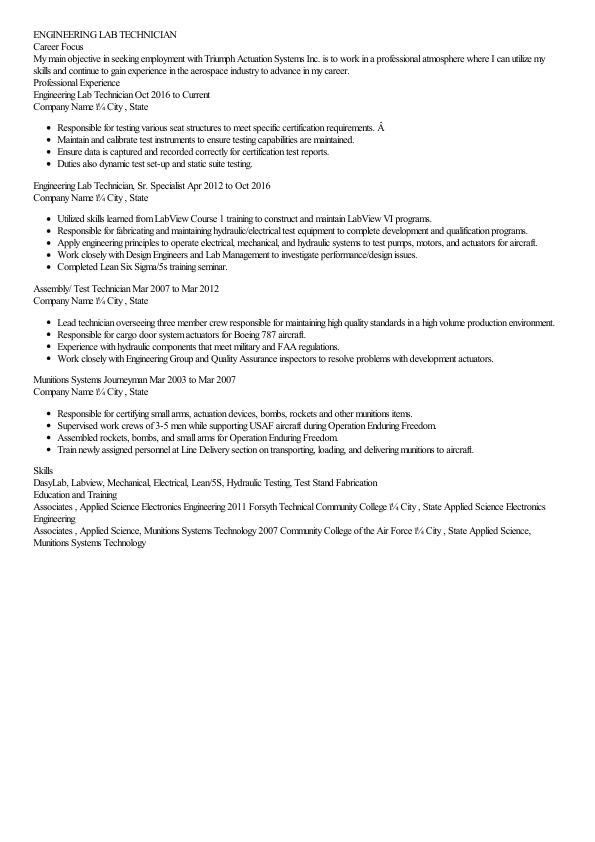 ENGINEERING LAB TECHNICIAN
Career Focus
My main objective in seeking employment with Triumph Actuation Systems Inc. is to work in a professional atmosphere where I can utilize my
skills and continue to gain experience in the aerospace industry to advance in my career.
Professional Experience
Engineering Lab Technician Oct 2016 to Current
Company Name ï¼ City , State
• Responsible for testing various seat structures to meet specific certification requirements. Â
• Maintain and calibrate test instruments to ensure testing capabilities are maintained.
• Ensure data is captured and recorded correctly for certification test reports.
• Duties also dynamic test set-up and static suite testing.
Engineering Lab Technician, Sr. Specialist Apr 2012 to Oct 2016
Company Name ï¼ City , State
• Utilized skills learned from LabView Course 1 training to construct and maintain LabView VI programs.
• Responsible for fabricating and maintaining hydraulic/electrical test equipment to complete development and qualification programs.
• Apply engineering principles to operate electrical, mechanical, and hydraulic systems to test pumps, motors, and actuators for aircraft.
• Work closely with Design Engineers and Lab Management to investigate performance/design issues.
• Completed Lean Six Sigma/5s training seminar.
Assembly/ Test Technician Mar 2007 to Mar 2012
Company Name ï¼ City , State
• Lead technician overseeing three member crew responsible for maintaining high quality standards in a high volume production environment.
• Responsible for cargo door system actuators for Boeing 787 aircraft.
• Experience with hydraulic components that meet military and FAA regulations.
• Work closely with Engineering Group and Quality Assurance inspectors to resolve problems with development actuators.
Munitions Systems Journeyman Mar 2003 to Mar 2007
Company Name ï¼ City , State
• Responsible for certifying small arms, actuation devices, bombs, rockets and other munitions items.
• Supervised work crews of 3-5 men while supporting USAF aircraft during Operation Enduring Freedom.
• Assembled rockets, bombs, and small arms for Operation Enduring Freedom.
• Train newly assigned personnel at Line Delivery section on transporting, loading, and delivering munitions to aircraft.
Skills
DasyLab, Labview, Mechanical, Electrical, Lean/5S, Hydraulic Testing, Test Stand Fabrication
Education and Training
Associates , Applied Science Electronics Engineering 2011 Forsyth Technical Community College ï¼ City , State Applied Science Electronics
Engineering
Associates , Applied Science, Munitions Systems Technology 2007 Community College of the Air Force ï¼ City , State Applied Science,
Munitions Systems Technology